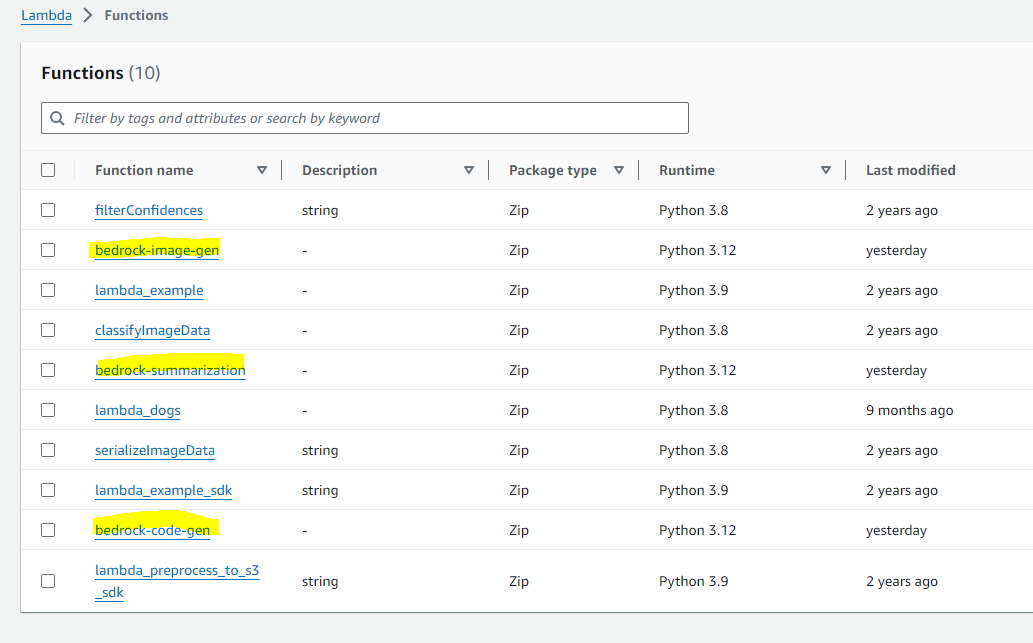 Lambda > Functions
Functions (10)
Filter by tags and attributes or search by keyword
Function name Description Package type Runtime Last modified
filterConfidences string Zip Python 3.8 2 years ago
bedrock-image-gen - Zip Python 3.12 yesterday
lambda_example - Zip Python 3.9 2 years ago
classifyImageData - Zip Python 3.8 2 years ago
bedrock-summarization - Zip Python 3.12 yesterday
lambda_dogs - Zip Python 3.8 9 months ago
serializeImageData string Zip Python 3.8 2 years ago
lambda_example_sdk string Zip Python 3.9 2 years ago
bedrock-code-gen - Zip Python 3.12 yesterday
lambda_preprocess_to_s3
_sdk string Zip Python 3.9 2 years ago